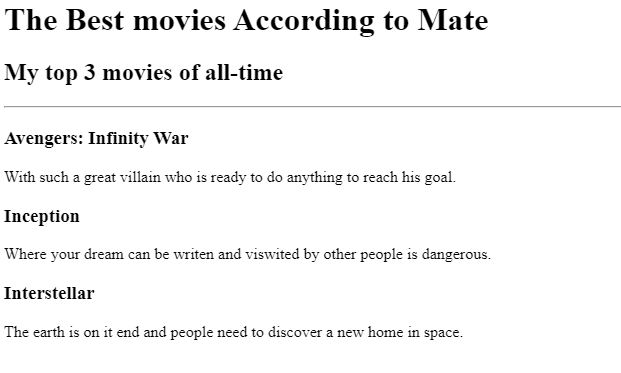 The Best movies According to Mate
My top 3 movies of all-time
Avengers: Infinity War
With such a great villain who is ready to do anything to reach his goal.
Inception
Where your dream can be writen and viswited by other people is dangerous.
Interstellar
The earth is on it end and people need to discover a new home in space.